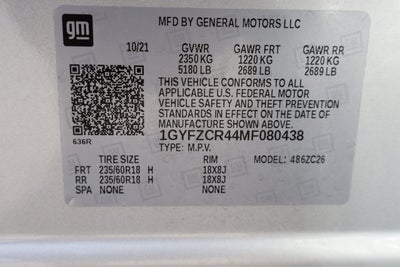 gm
MFD BY GENERAL MOTORS LLC
10/21 GVWR GAWR FRT GAWR RR
2350 KG 1220 KG 1220 KG
5180 LB 2689 LB 2689 LB
THIS VEHICLE CONFORMS TO ALL
APPLICABLE U.S. FEDERAL MOTOR
VEHICLE SAFETY AND THEFT PREVENTION
STANDARDS IN EFFECT ON THE DATE OF
MANUFACTURE SHOWN ABOVE.
1GYFZCR44MF080438
636R TYPE: M.P.V.
TIRE SIZE RIM MODEL: 486ZC26
FRT 235/60R18 H 18X8J
RR 235/60R18 H 18X8J
SPA NONE NONE